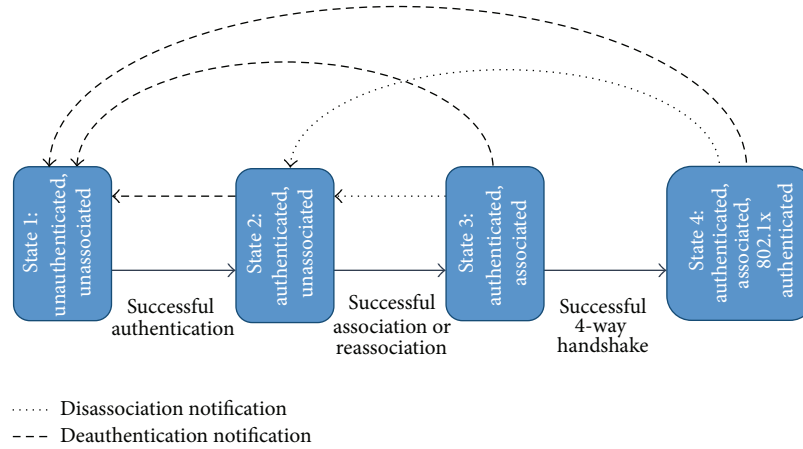 State 1:
unauthenticated,
unassociated
State 2:
authenticated,
unassociated
State 3:
authenticated,
associated
State 4:
authenticated,
associated,
802.1x
authenticated
Successful
authentication
Successful
association or
reassociation
Successful
4-way
handshake
Disassociation notification
Deauthentication notification